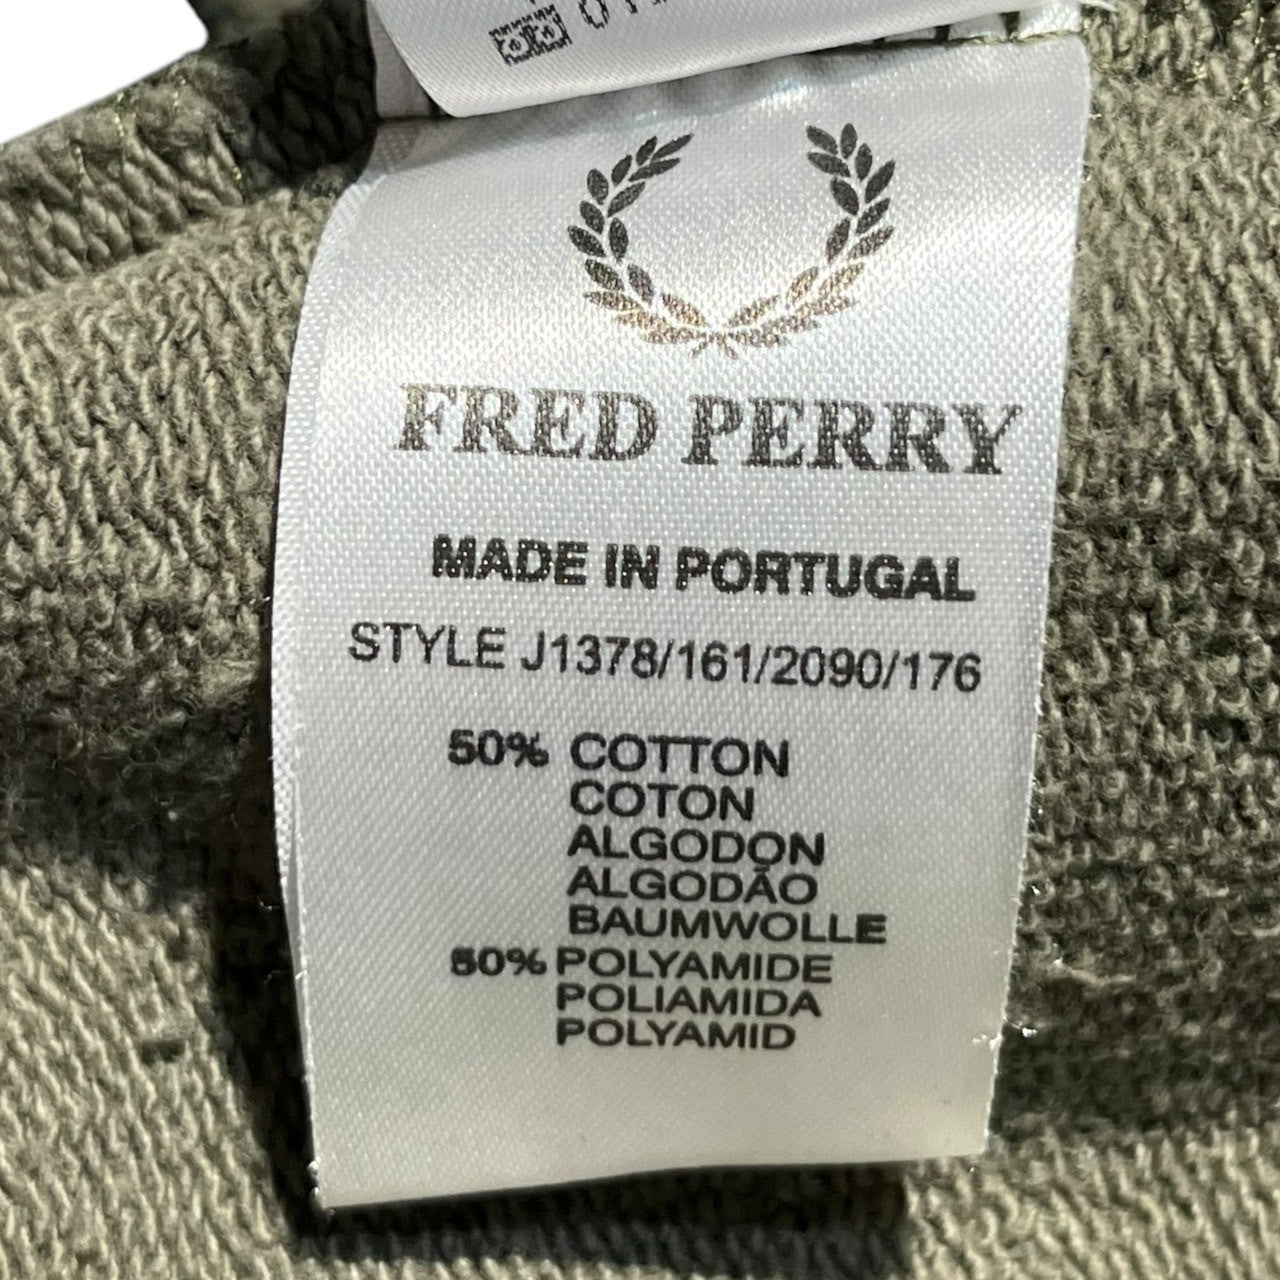 FRED PERRY
MADE IN PORTUGAL
STYLE J1378/161/2090/176
50% COTTON
COTON
ALGODON
ALGODÃO
BAUMWOLLE
50% POLYAMIDE
POLIAMIDA
POLYAMID